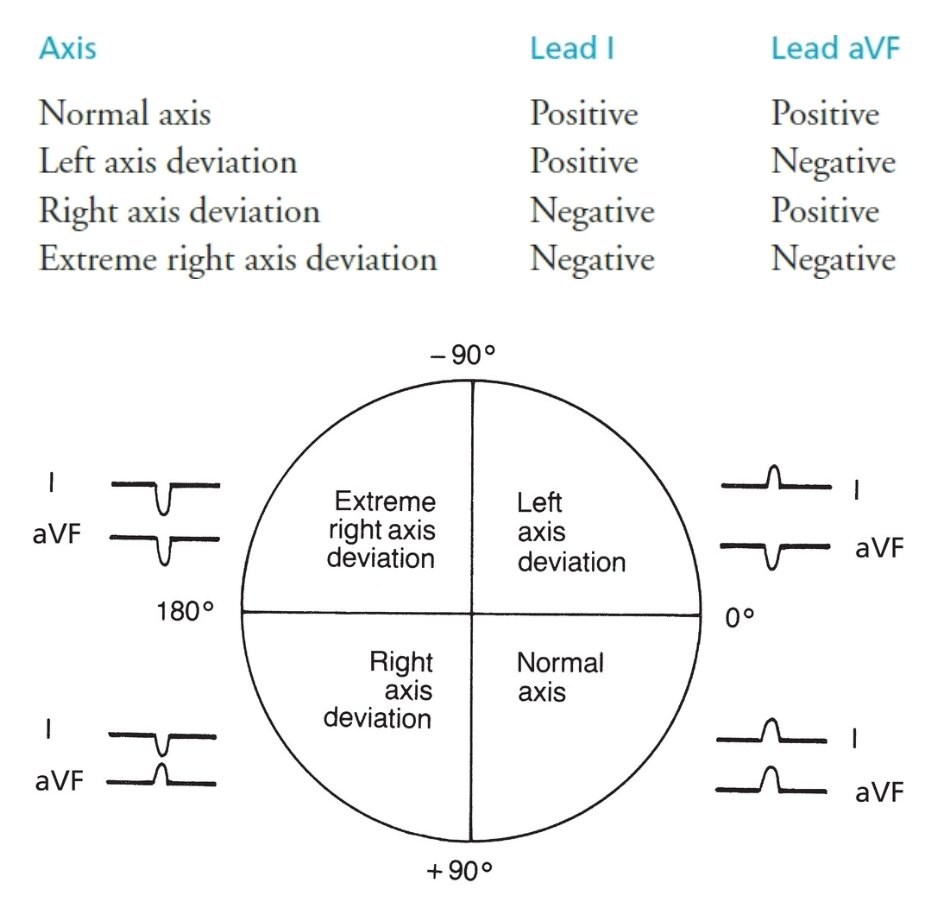 Axis Lead I Lead aVF
Normal axis Positive Positive
Left axis deviation Positive Negative
Right axis deviation Negative Positive
Extreme right axis deviation Negative Negative
– 90°
I
aVF
Extreme
right axis
deviation
Left
axis
deviation
I
aVF
180°
0°
Right
axis
deviation
Normal
axis
I
aVF
I
aVF
+ 90°